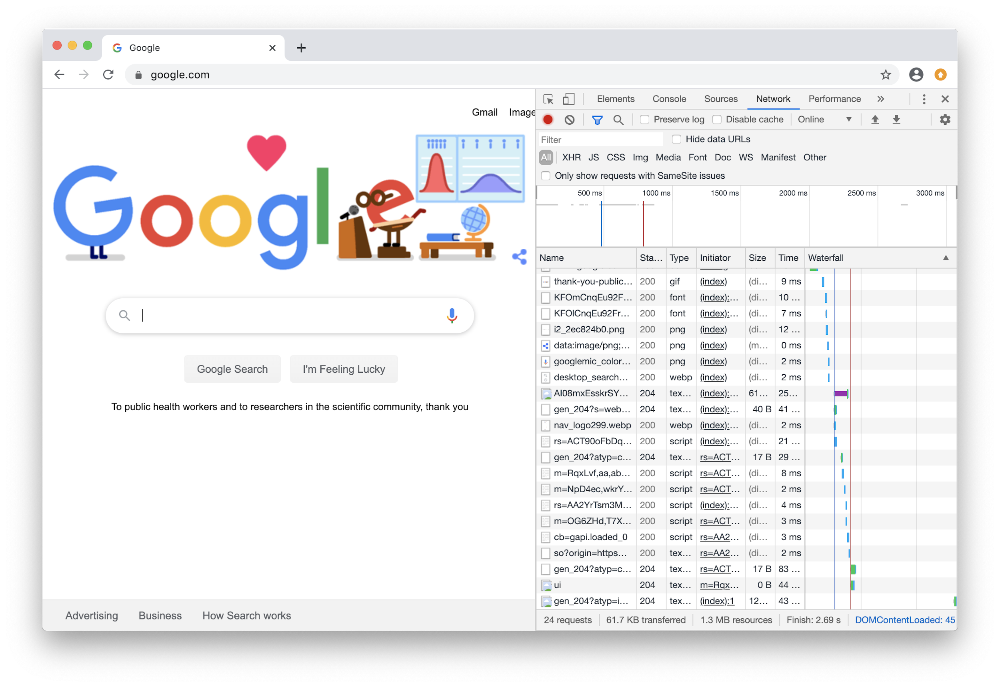 Google
google.com
Gmail Image
Google
Google Search I'm Feeling Lucky
To public health workers and to researchers in the scientific community, thank you
Advertising Business How Search works
Elements Console Sources Network Performance »
Preserve log Disable cache Online
Filter Hide data URLs
All XHR JS CSS Img Media Font Doc WS Manifest Other
Only show requests with SameSite issues
500 ms 1000 ms 1500 ms 2000 ms 2500 ms 3000 ms
Name Sta... Type Initiator Size Time Waterfall
thank-you-public... 200 gif (index) (di... 9 ms
KFOmCnqEu92F... 200 font (index):... (di... 10 ...
KFOlCnqEu92Fr... 200 font (index):... (di... 7 ms
i2_2ec824b0.png 200 png (index) (di... 12 ...
data:image/png;... 200 png (index) (m... 0 ms
googlemic_color... 200 png (index) (di... 2 ms
desktop_search... 200 webp (index) (di... 2 ms
AI08mxEsskrSY... 204 tex... (index):... 61... 25...
gen_204?s=web... 204 tex... (index):... 40 B 41 ...
nav_logo299.webp 200 webp (index):... (di... 2 ms
rs=ACT90oFbDq... 200 script (index):... (di... 21 ...
gen_204?atyp=c... 204 tex... rs=ACT... 17 B 29 ...
m=RqxLvf,aa,ab... 200 script rs=ACT... (di... 8 ms
m=NpD4ec,wkrY... 200 script rs=ACT... (di... 2 ms
rs=AA2YrTsm3M... 200 script (index):... (di... 4 ms
m=OG6ZHd,T7X... 200 script rs=ACT... (di... 3 ms
cb=gapi.loaded_0 200 script rs=AA2... (di... 3 ms
so?origin=https... 200 tex... rs=AA2... (di... 2 ms
gen_204?atyp=c... 204 tex... rs=ACT... 17 B 83 ...
ui 204 tex... m=Rqx... 0 B 44 ...
gen_204?atyp=i... 204 tex... (index):1 12... 43 ...
24 requests 61.7 KB transferred 1.3 MB resources Finish: 2.69 s DOMContentLoaded: 45